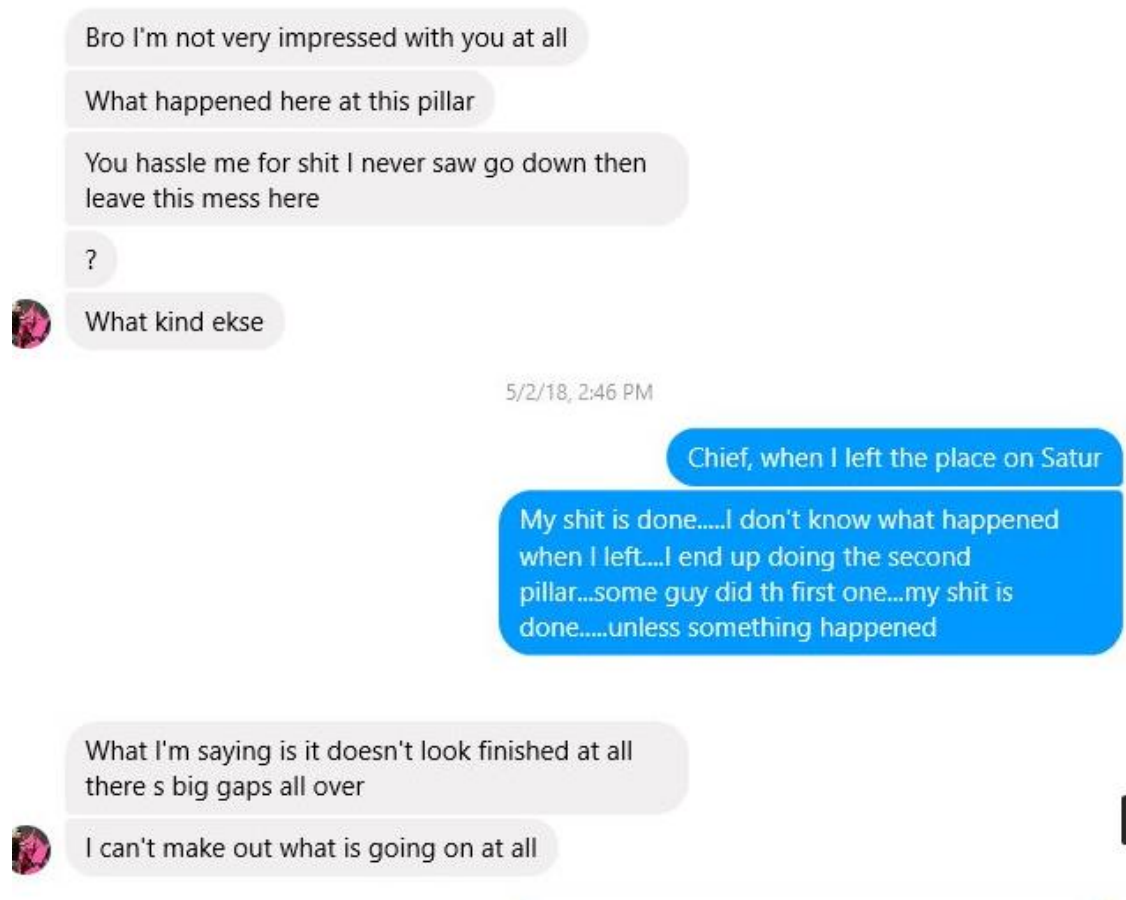 Bro I'm not very impressed with you at all
What happened here at this pillar
You hassle me for shit I never saw go down then
leave this mess here
?
What kind ekse
5/2/18, 2:46 PM
Chief, when I left the place on Satur
My shit is done.....I don't know what happened
when I left....I end up doing the second
pillar...some guy did th first one...my shit is
done.....unless something happened
What I'm saying is it doesn't look finished at all
there s big gaps all over
I can't make out what is going on at all